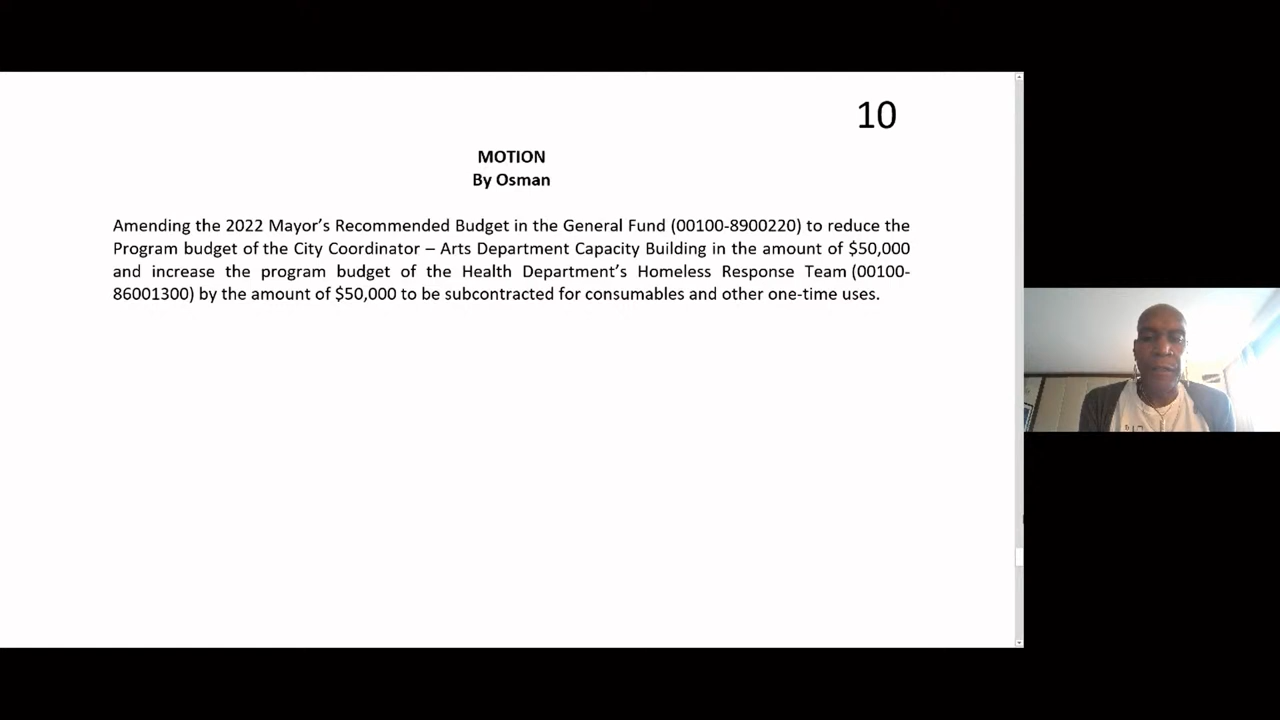 10
MOTION
By Osman
Amending the 2022 Mayor’s Recommended Budget in the General Fund (00100-8900220) to reduce the
Program budget of the City Coordinator – Arts Department Capacity Building in the amount of $50,000
and increase the program budget of the Health Department’s Homeless Response Team (00100-
86001300) by the amount of $50,000 to be subcontracted for consumables and other one-time uses.